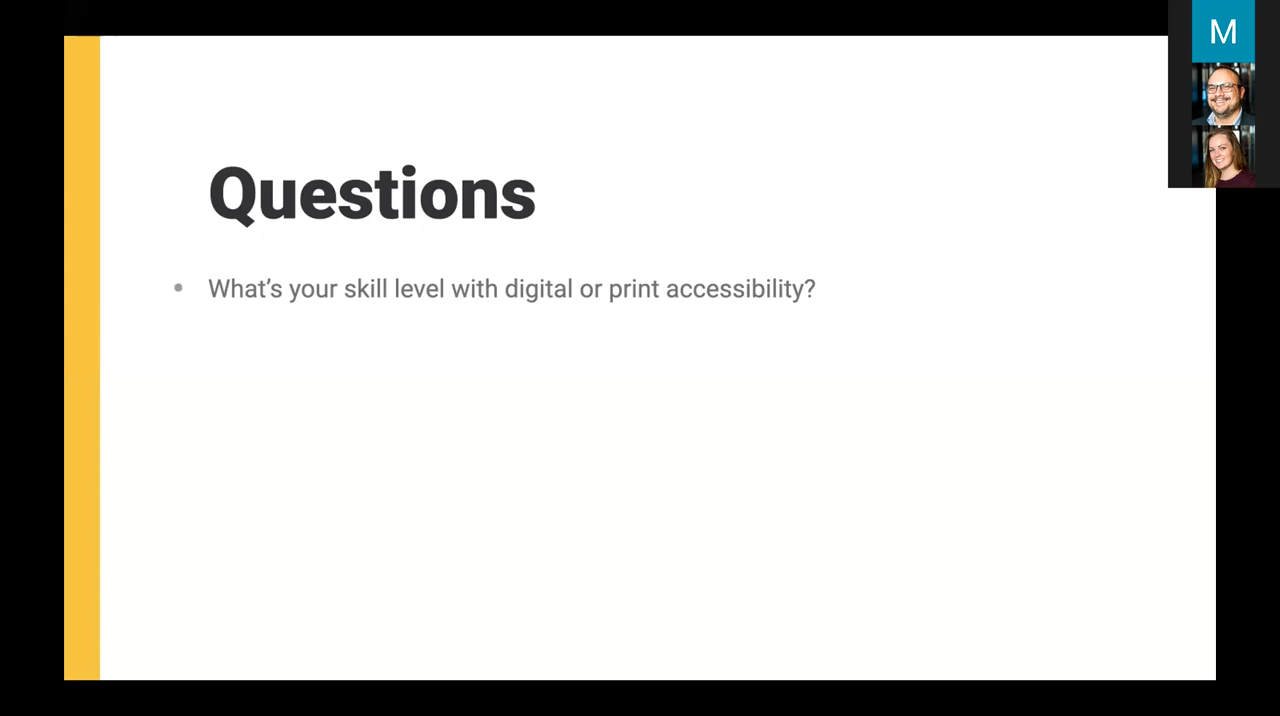 M
Questions
• What's your skill level with digital or print accessibility?